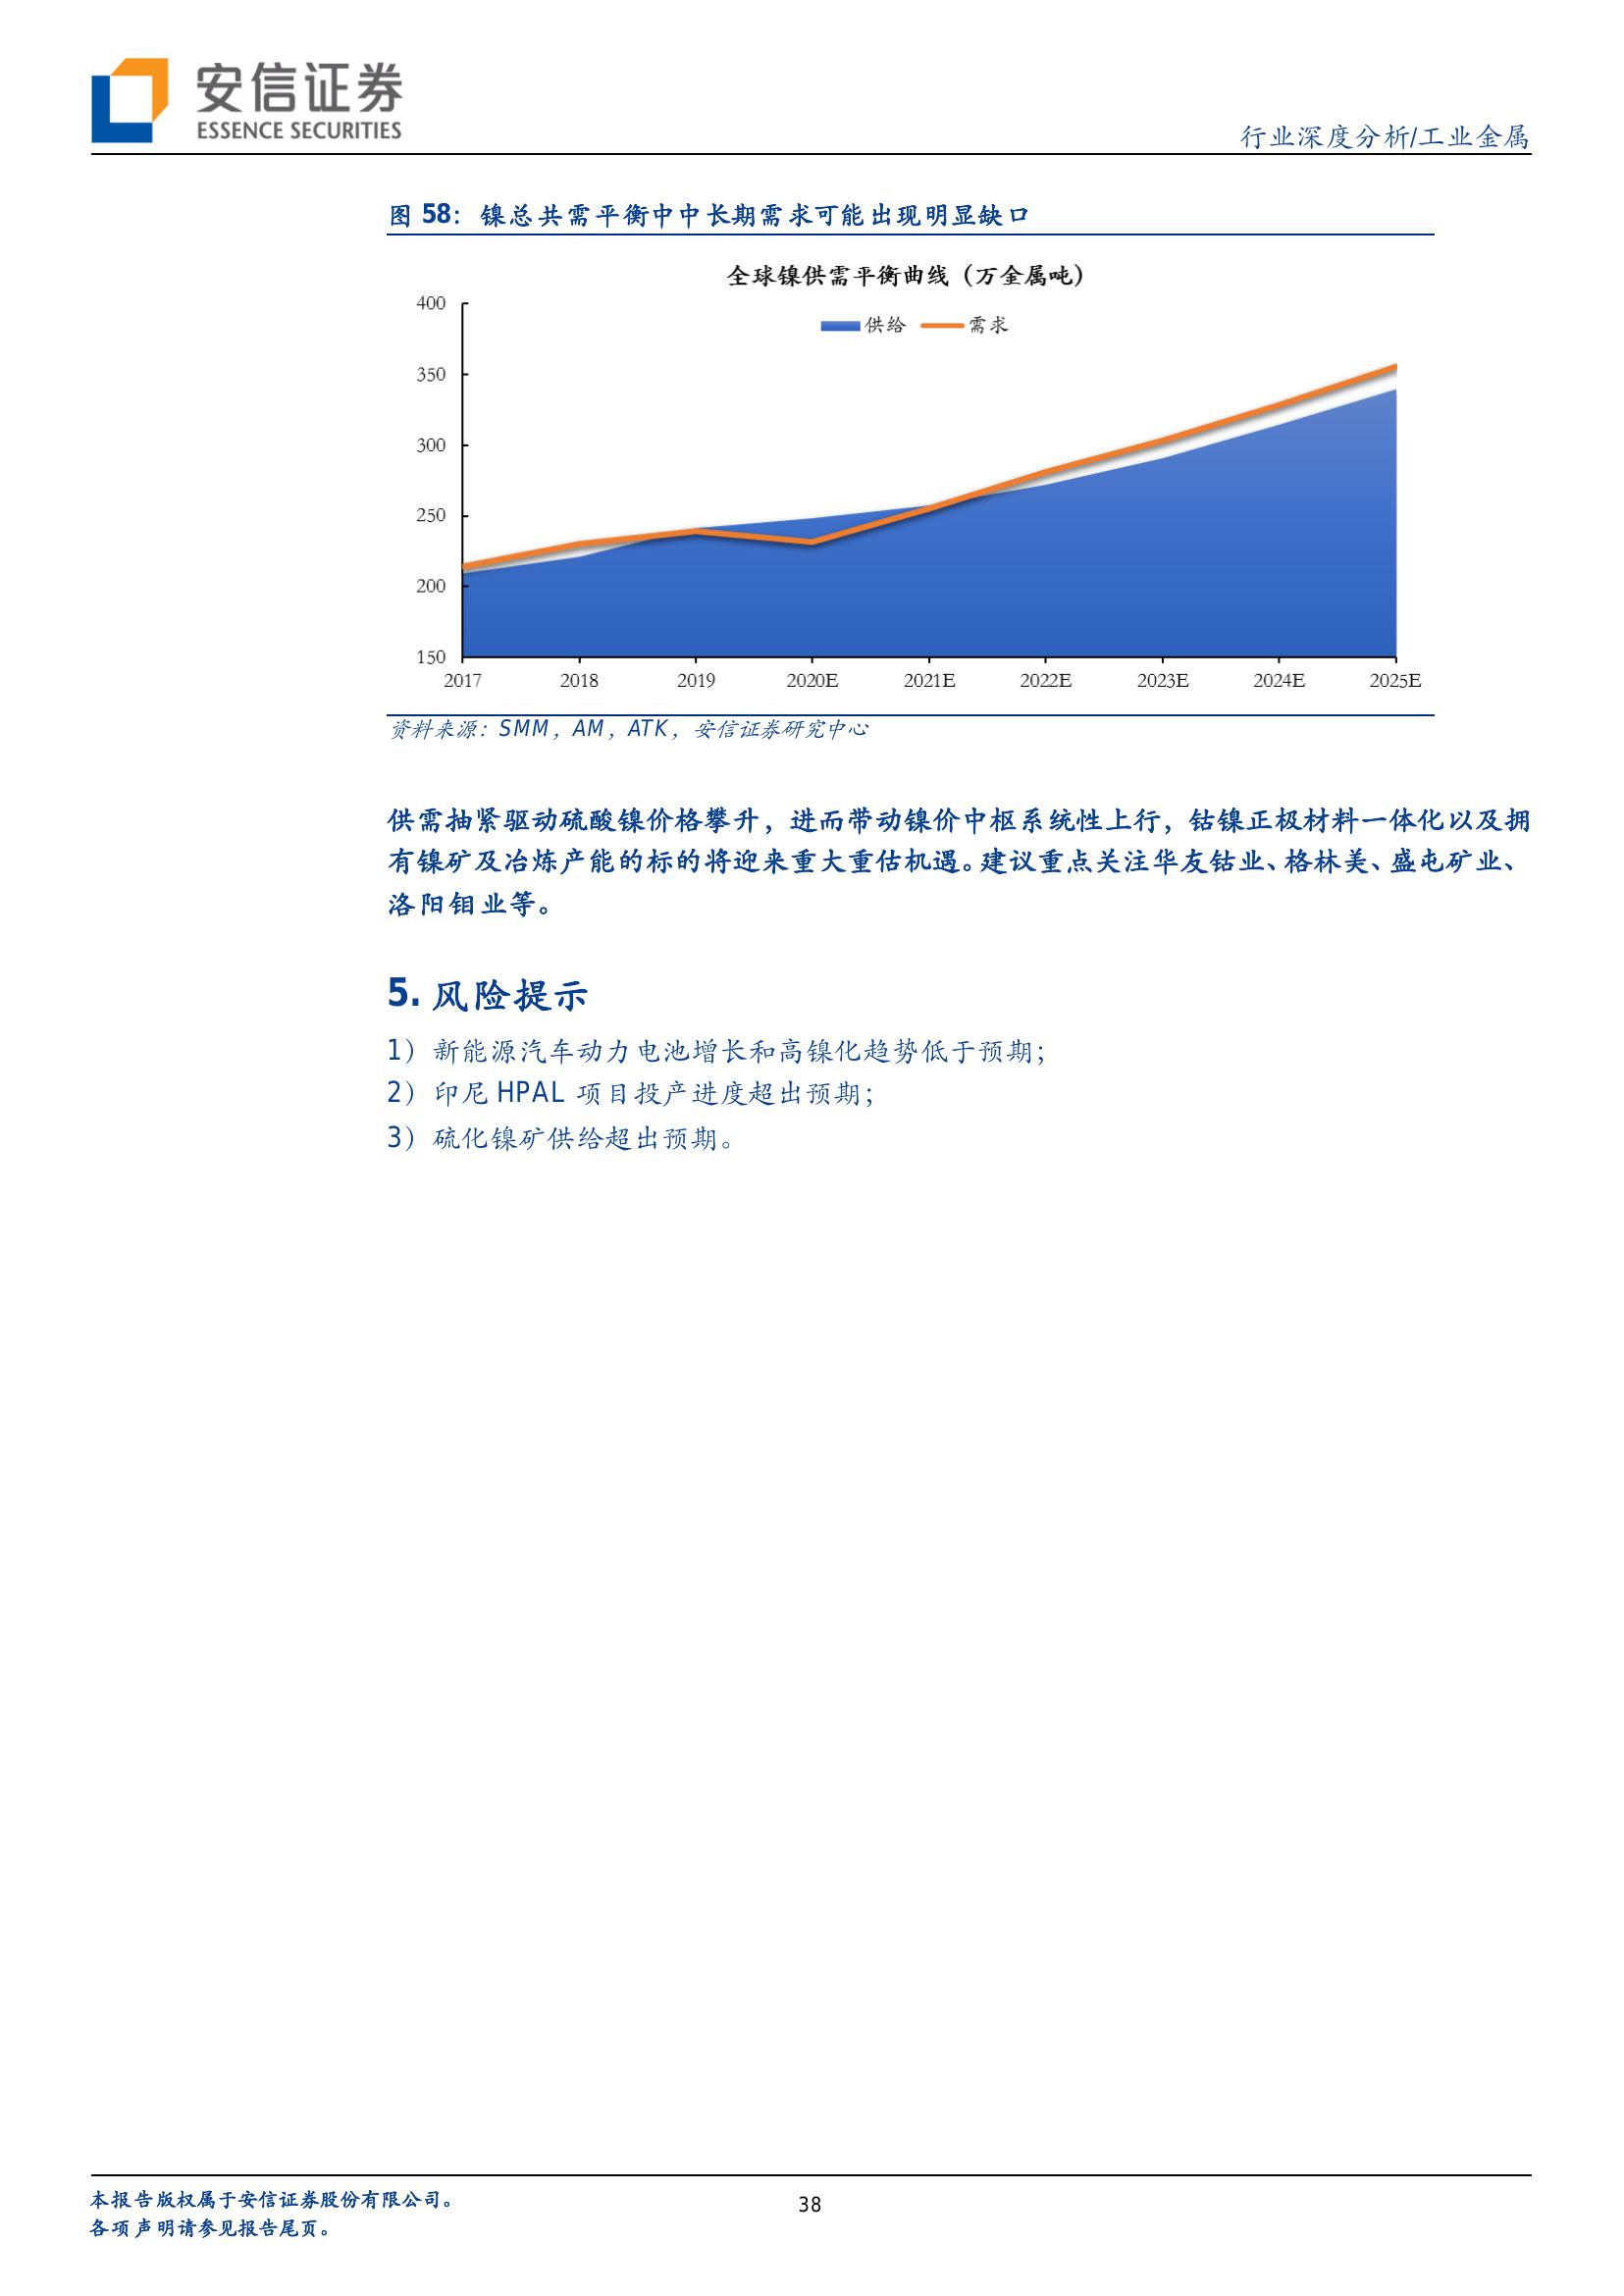 安信证券
ESSENCE SECURITIES
行业深度分析/工业金属
图 58：镍总共需平衡中中长期需求可能出现明显缺口
全球镍供需平衡曲线（万金属吨）
供给 需求
400
350
300
250
200
150
2017 2018 2019 2020E 2021E 2022E 2023E 2024E 2025E
资料来源：SMM，AM，ATK，安信证券研究中心
供需抽紧驱动硫酸镍价格攀升，进而带动镍价中枢系统性上行，钴镍正极材料一体化以及拥
有镍矿及冶炼产能的标的将迎来重大重估机遇。建议重点关注华友钴业、格林美、盛屯矿业、
洛阳钼业等。
5. 风险提示
1）新能源汽车动力电池增长和高镍化趋势低于预期；
2）印尼 HPAL 项目投产进度超出预期；
3）硫化镍矿供给超出预期。
本报告版权属于安信证券股份有限公司。
38
各项声明请参见报告尾页。